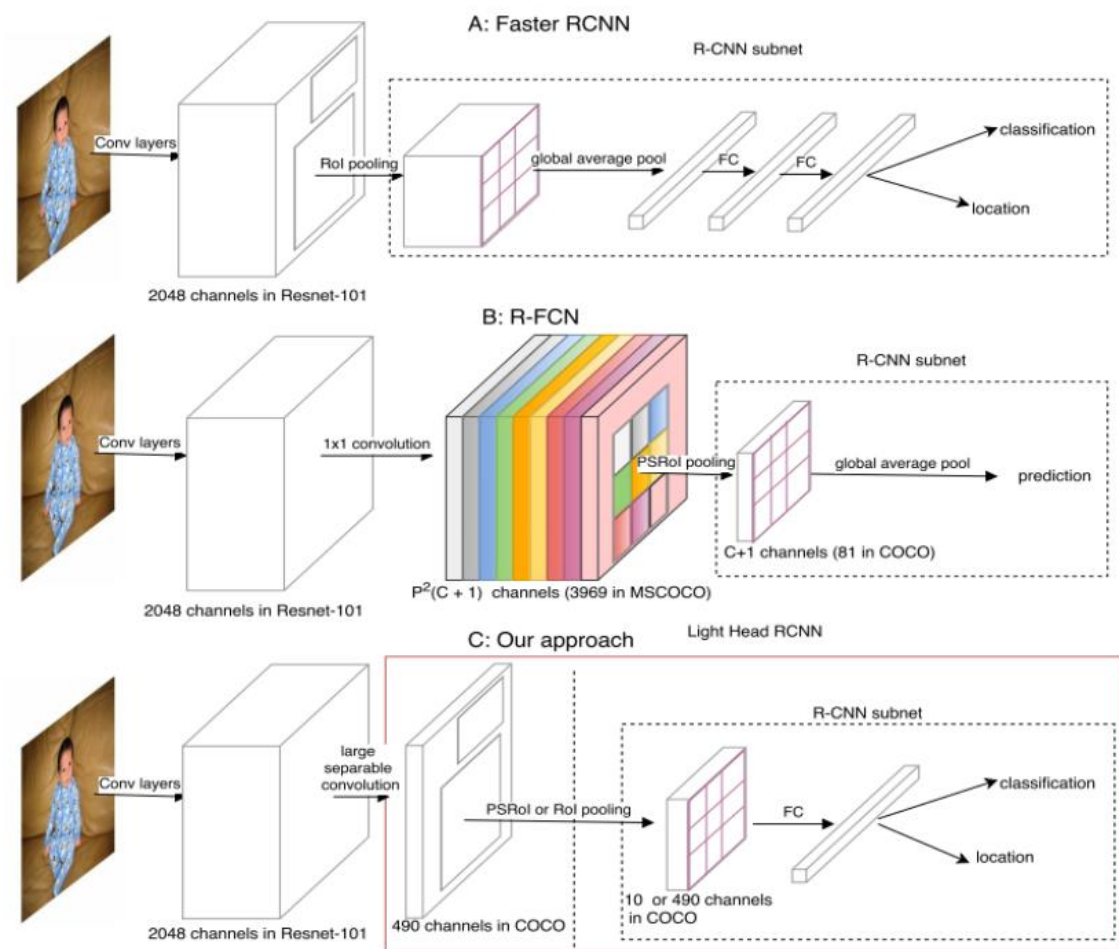 A: Faster RCNN
R-CNN subnet
Conv layers
RoI pooling
global average pool
FC
FC
classification
location
2048 channels in Resnet-101
B: R-FCN
R-CNN subnet
Conv layers
1x1 convolution
PSRoI pooling
global average pool
prediction
C+1 channels (81 in COCO)
P²(C + 1) channels (3969 in MSCOCO)
2048 channels in Resnet-101
C: Our approach
Light Head RCNN
R-CNN subnet
Conv layers
large
separable
convolution
PSRoI or RoI pooling
FC
classification
location
10 or 490 channels
in COCO
490 channels in COCO
2048 channels in Resnet-101